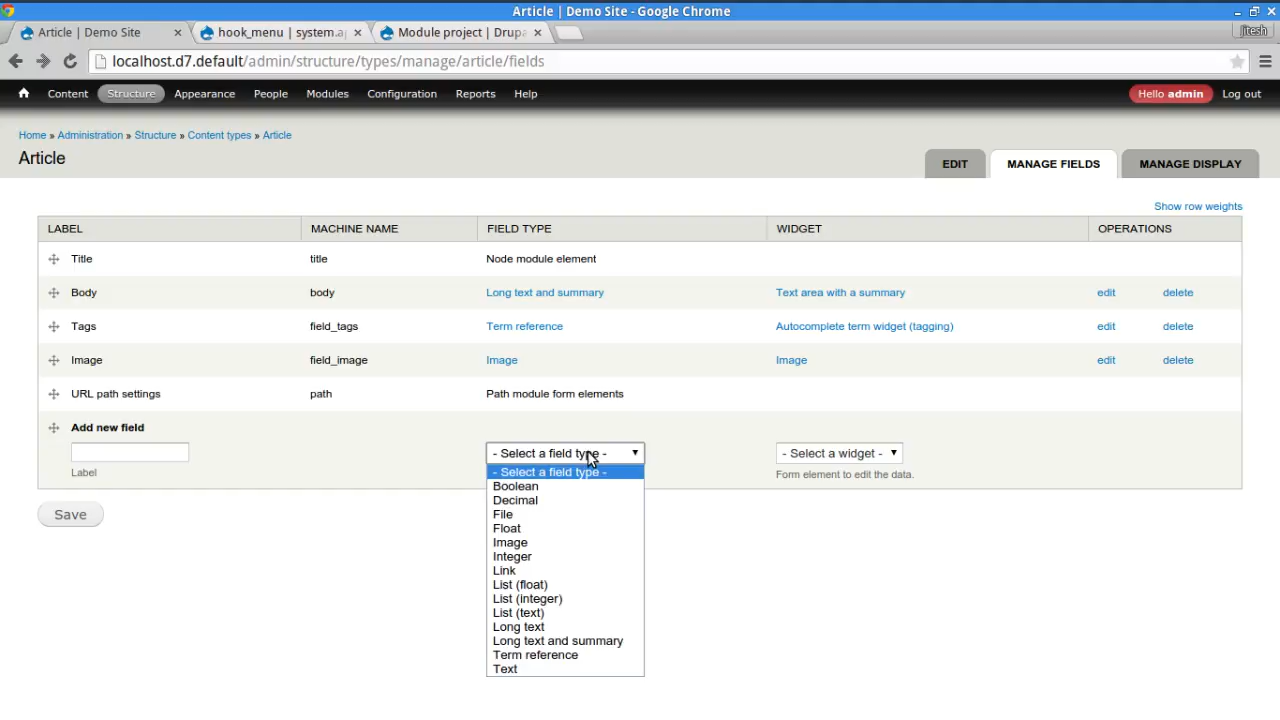 Article | Demo Site - Google Chrome
Article | Demo Site × hook_menu | system.a × Module project | Drupa ×
jitesh
localhost.d7.default/admin/structure/types/manage/article/fields
Content Structure Appearance People Modules Configuration Reports Help Hello admin Log out
Home » Administration » Structure » Content types » Article
Article
EDIT MANAGE FIELDS MANAGE DISPLAY
Show row weights
LABEL MACHINE NAME FIELD TYPE WIDGET OPERATIONS
Title title Node module element
Body body Long text and summary Text area with a summary edit delete
Tags field_tags Term reference Autocomplete term widget (tagging) edit delete
Image field_image Image Image edit delete
URL path settings path Path module form elements
Add new field
- Select a field type - - Select a widget -
Label - Select a field type - Form element to edit the data.
Boolean
Decimal
File
Save
Float
Image
Integer
Link
List (float)
List (integer)
List (text)
Long text
Long text and summary
Term reference
Text